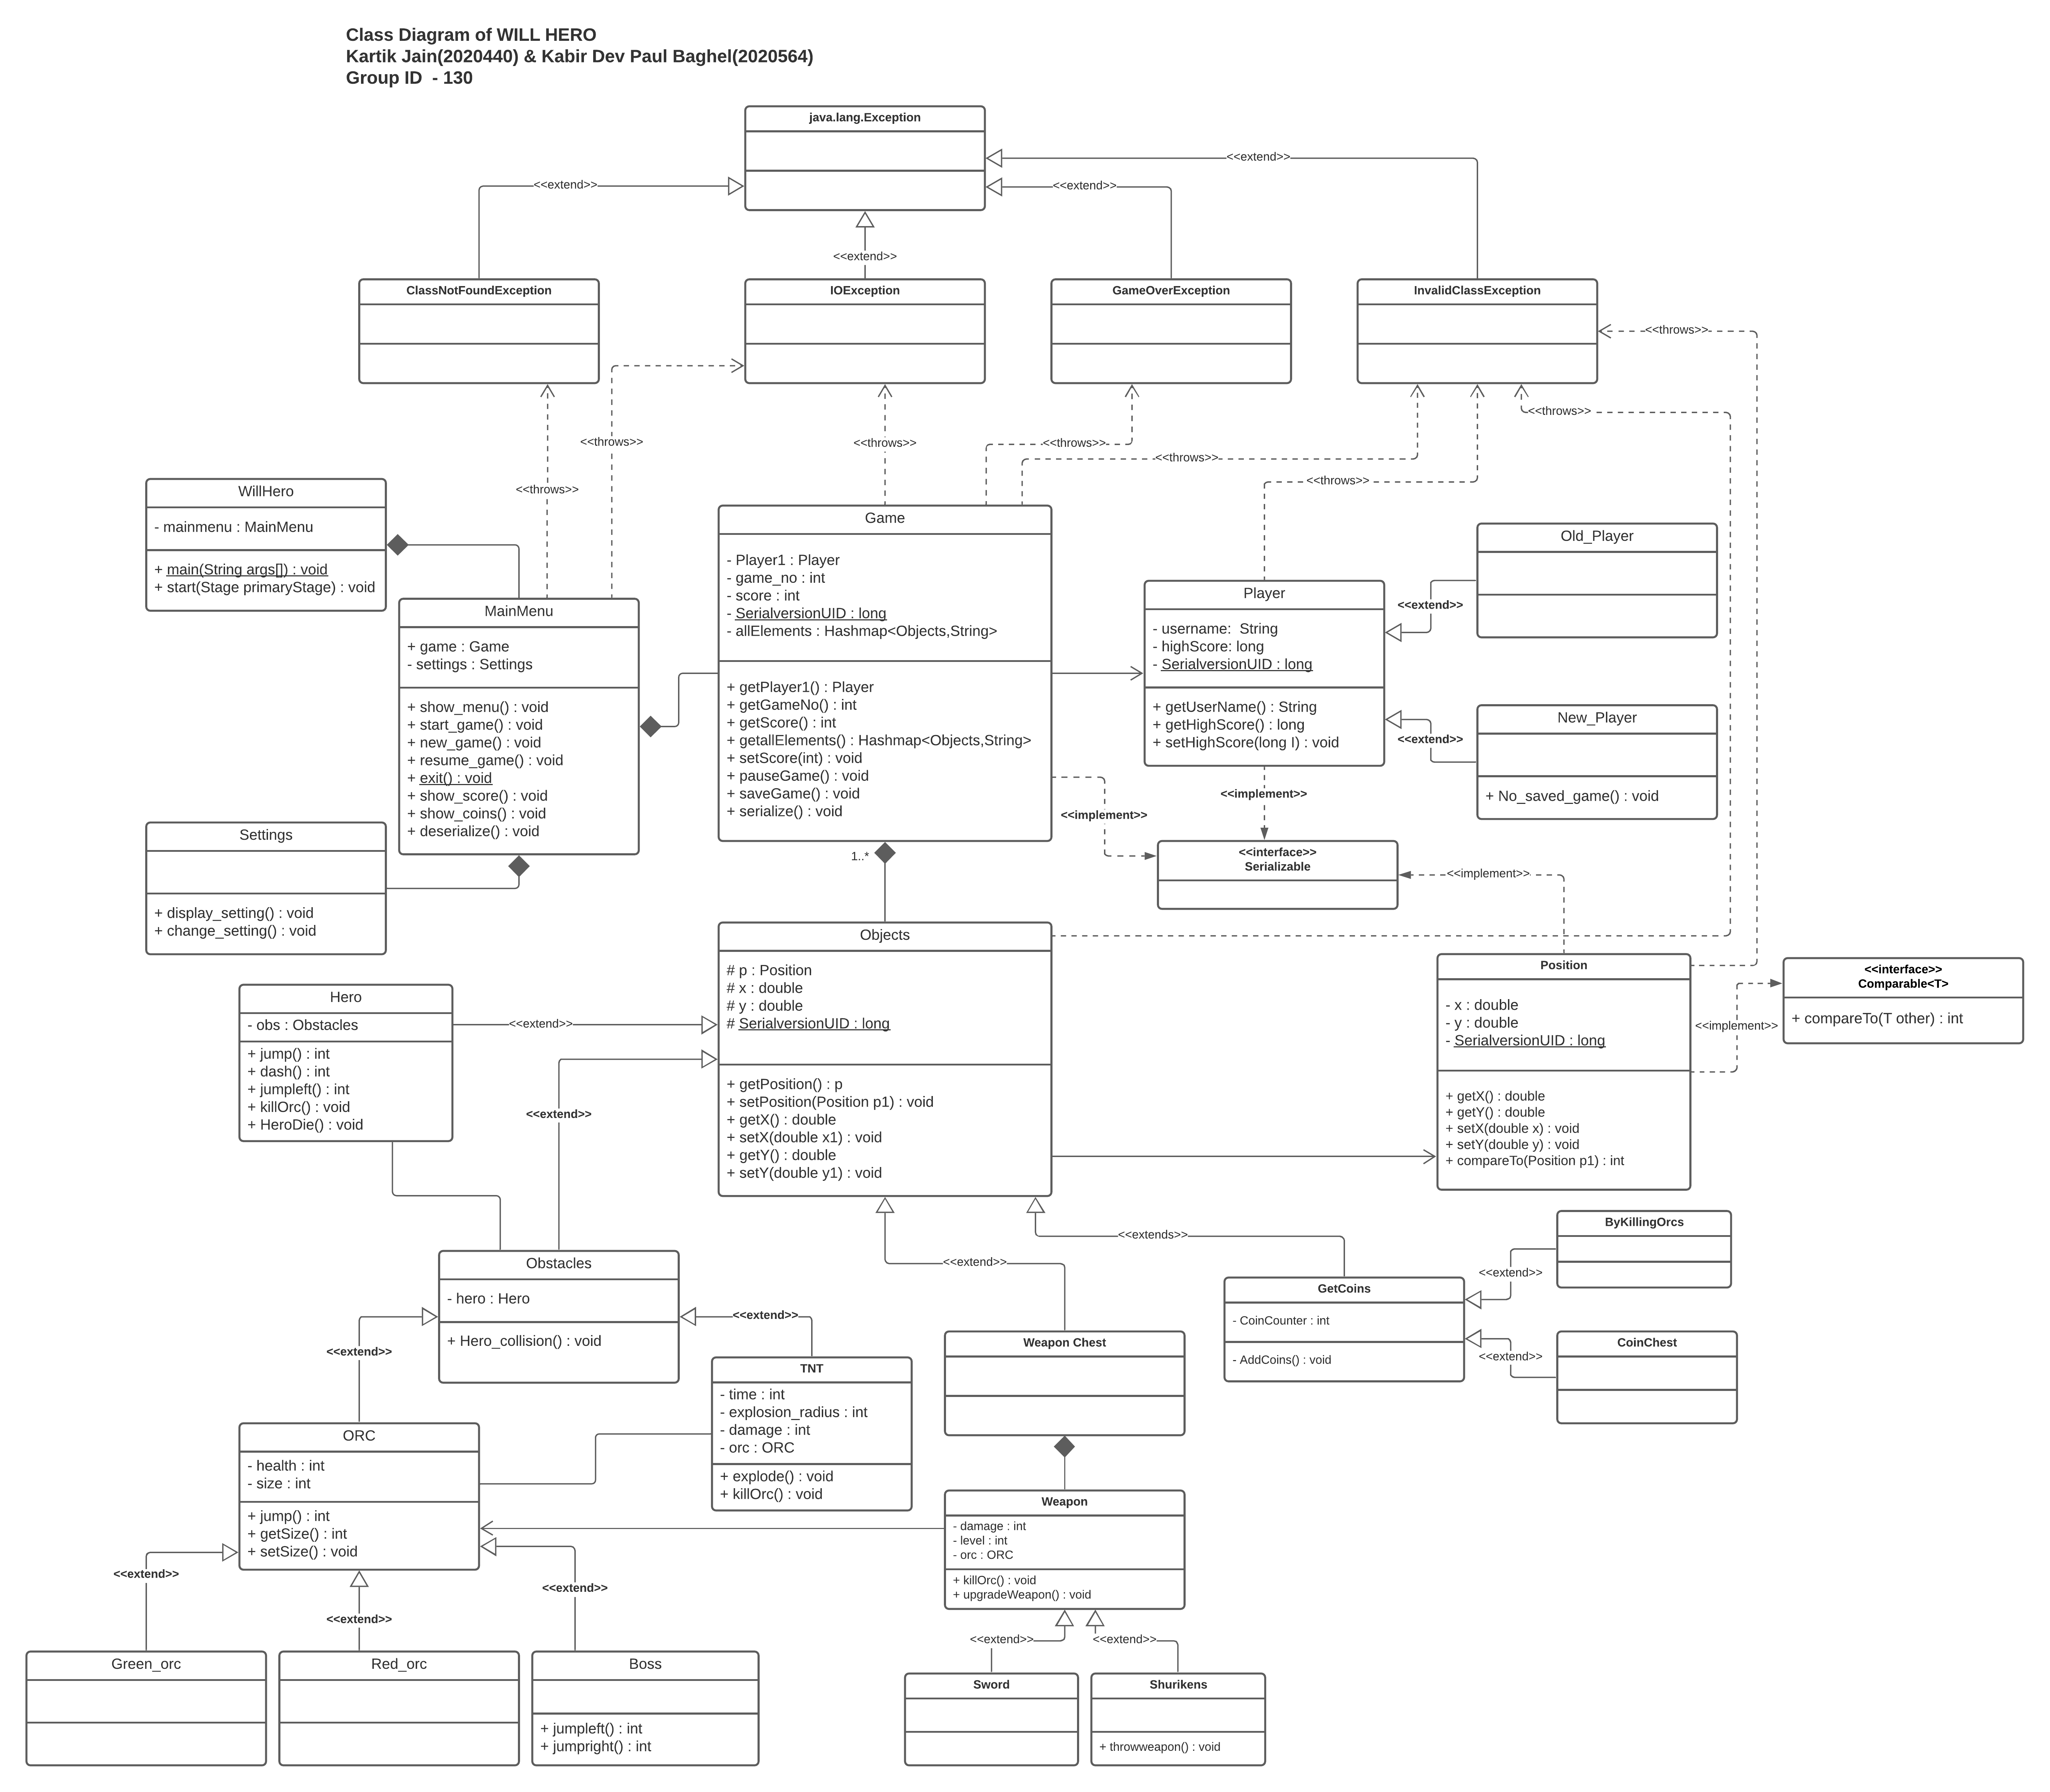 Class Diagram of WILL HERO
Kartik Jain(2020440) & Kabir Dev Paul Baghel(2020564)
Group ID  - 130
java.lang.Exception
<<extend>>
<<extend>>
<<extend>>
<<extend>>
ClassNotFoundException
IOException
GameOverException
InvalidClassException
<<throws>>
<<throws>>
<<throws>>
<<throws>>
<<throws>>
<<throws>>
<<throws>>
<<throws>>
WillHero
- mainmenu : MainMenu
+ main(String args[]) : void
+ start(Stage primaryStage) : void
MainMenu
+ game : Game
- settings : Settings
+ show_menu() : void
+ start_game() : void
+ new_game() : void
+ resume_game() : void
+ exit() : void
+ show_score() : void
+ show_coins() : void
+ deserialize() : void
Settings
+ display_setting() : void
+ change_setting() : void
Game
- Player1 : Player
- game_no : int
- score : int
- SerialversionUID : long
- allElements : Hashmap<Objects,String>
+ getPlayer1() : Player
+ getGameNo() : int
+ getScore() : int
+ getallElements() : Hashmap<Objects,String>
+ setScore(int) : void
+ pauseGame() : void
+ saveGame() : void
+ serialize() : void
1..*
Player
- username:  String
- highScore: long
- SerialversionUID : long
+ getUserName() : String
+ getHighScore() : long
+ setHighScore(long l) : void
Old_Player
<<extend>>
New_Player
+ No_saved_game() : void
<<extend>>
<<implement>>
<<implement>>
<<interface>>
Serializable
<<implement>>
Objects
# p : Position
# x : double
# y : double
# SerialversionUID : long
+ getPosition() : p
+ setPosition(Position p1) : void
+ getX() : double
+ setX(double x1) : void
+ getY() : double
+ setY(double y1) : void
Position
- x : double
- y : double
- SerialversionUID : long
+ getX() : double
+ getY() : double
+ setX(double x) : void
+ setY(double y) : void
+ compareTo(Position p1) : int
<<implement>>
<<interface>>
Comparable<T>
+ compareTo(T other) : int
Hero
- obs : Obstacles
+ jump() : int
+ dash() : int
+ jumpleft() : int
+ killOrc() : void
+ HeroDie() : void
<<extend>>
<<extend>>
Obstacles
- hero : Hero
+ Hero_collision() : void
<<extend>>
<<extend>>
<<extend>>
<<extends>>
TNT
- time : int
- explosion_radius : int
- damage : int
- orc : ORC
+ explode() : void
+ killOrc() : void
Weapon Chest
GetCoins
- CoinCounter : int
- AddCoins() : void
ByKillingOrcs
<<extend>>
CoinChest
<<extend>>
ORC
- health : int
- size : int
+ jump() : int
+ getSize() : int
+ setSize() : void
Weapon
- damage : int
- level : int
- orc : ORC
+ killOrc() : void
+ upgradeWeapon() : void
<<extend>>
<<extend>>
<<extend>>
<<extend>>
<<extend>>
Green_orc
Red_orc
Boss
+ jumpleft() : int
+ jumpright() : int
Sword
Shurikens
+ throwweapon() : void